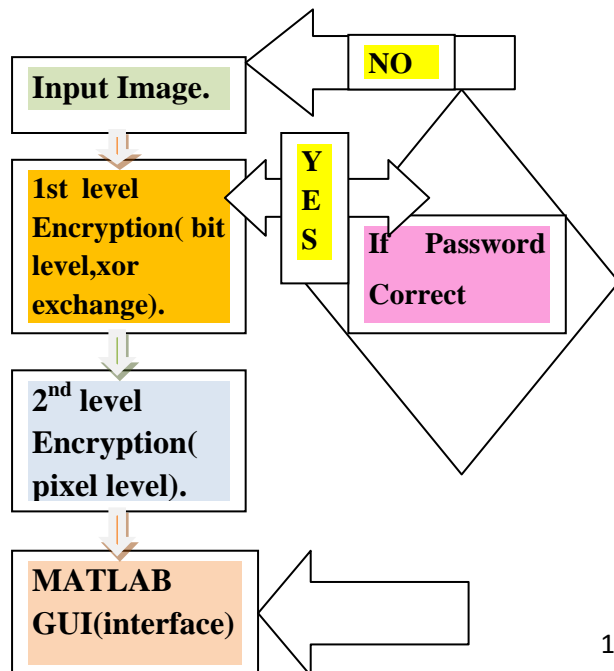 NO
Input Image.
Y
E
S
1st level
Encryption( bit
level,xor
exchange).
If Password
Correct
2nd level
Encryption(
pixel level).
MATLAB
GUI(interface)
1